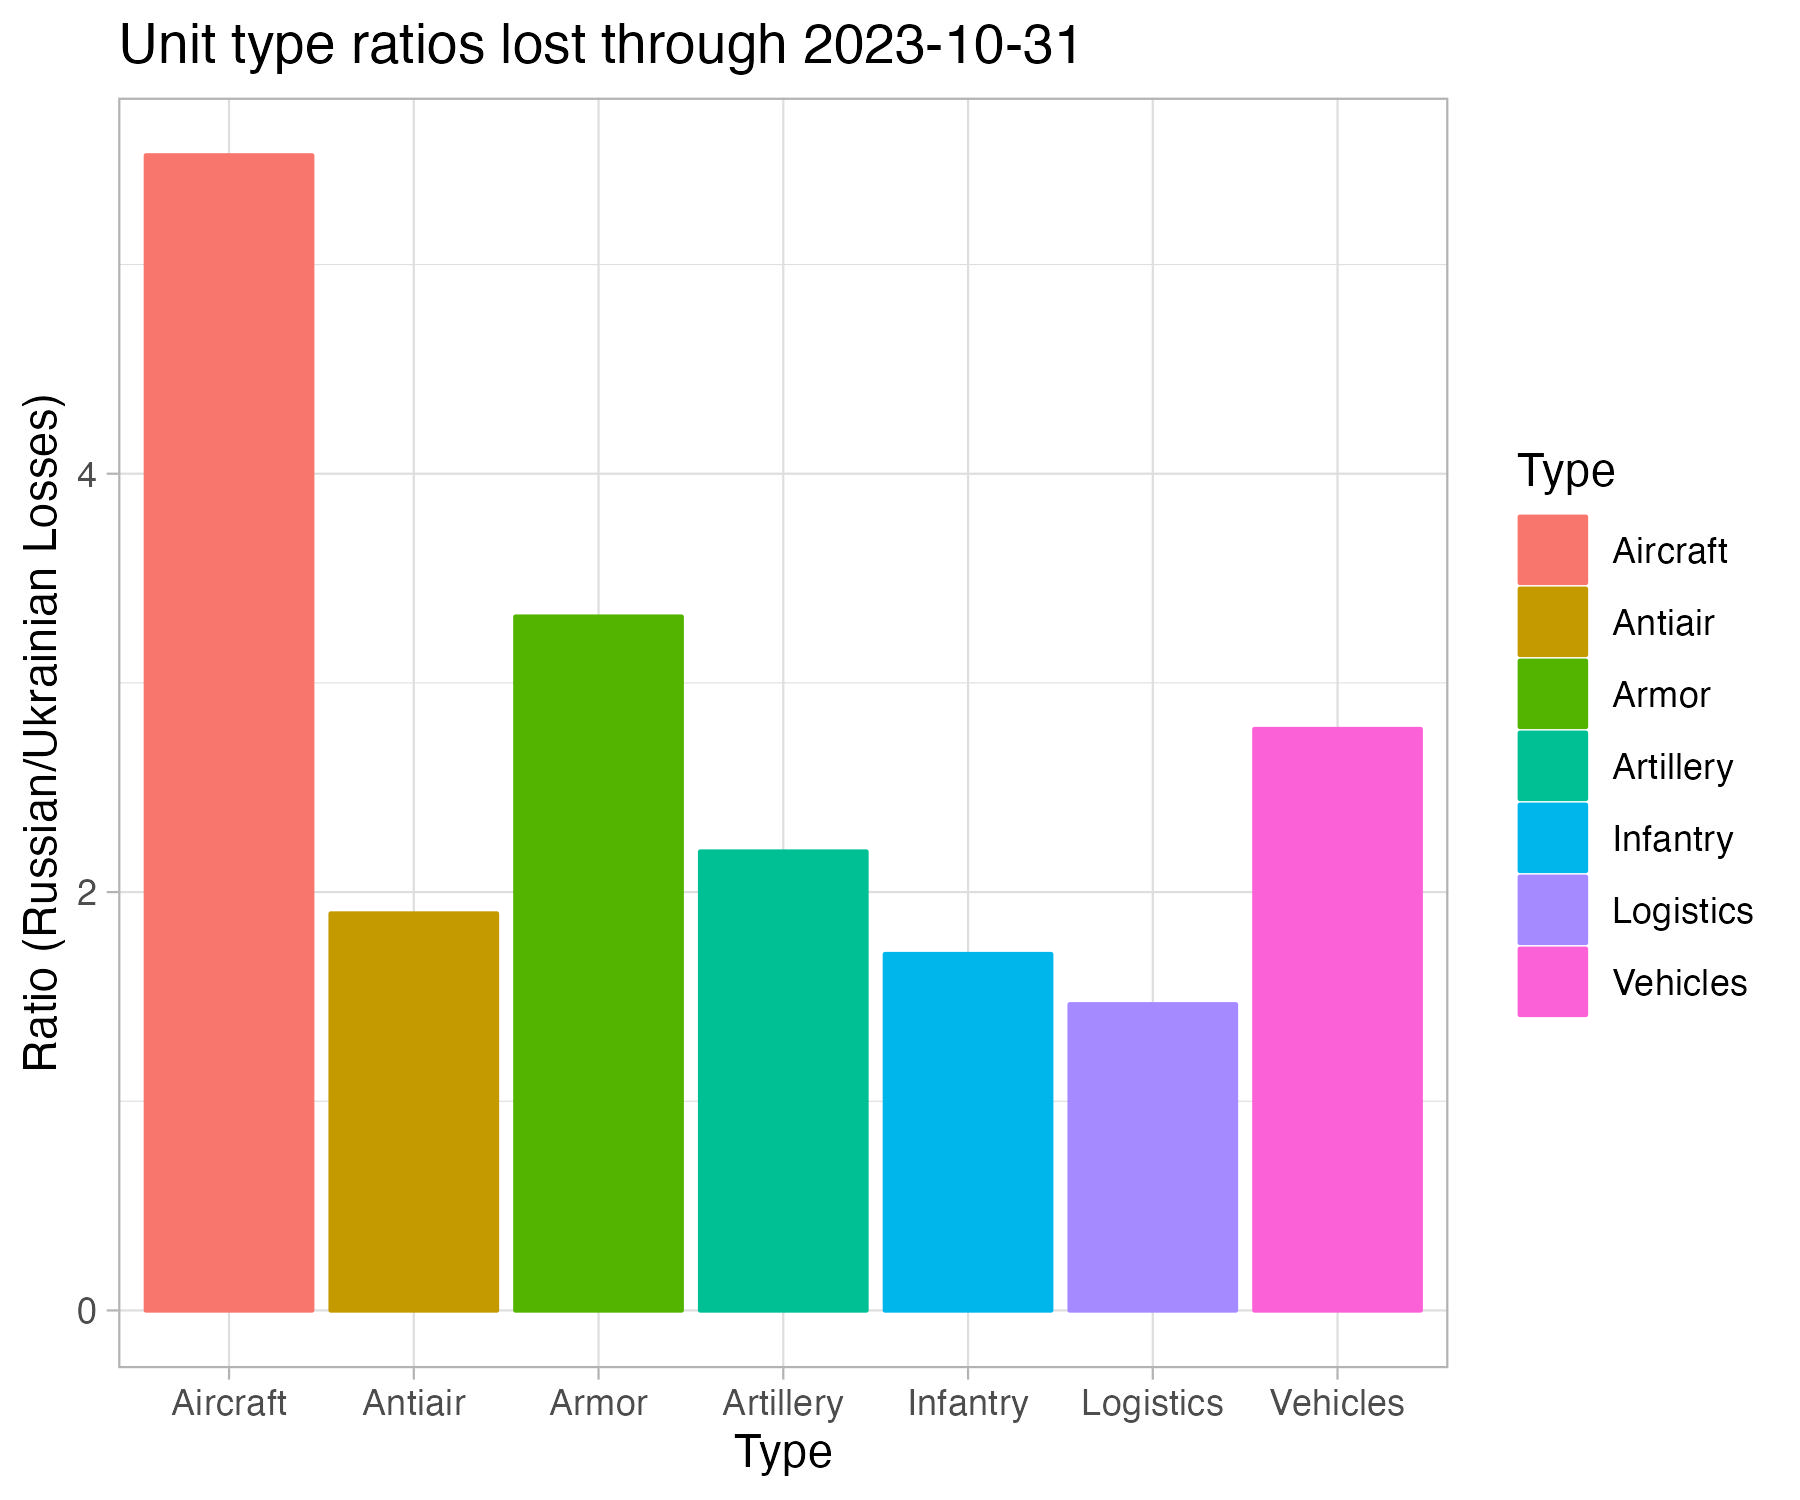 Unit type ratios lost through 2023-10-31
Ratio (Russian/Ukrainian Losses)
4
2
0
Aircraft
Antiair
Armor
Artillery
Infantry
Logistics
Vehicles
Type
Type
Aircraft
Antiair
Armor
Artillery
Infantry
Logistics
Vehicles